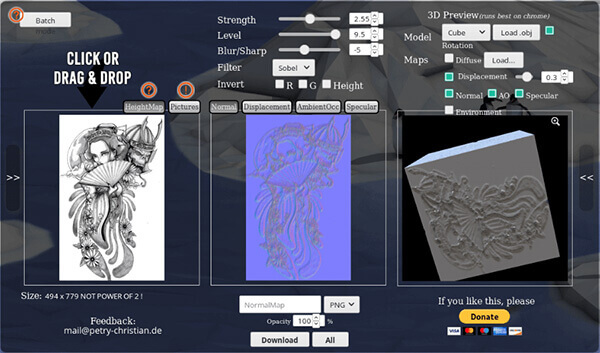 Batch
mode
CLICK OR
DRAG & DROP
HeightMap
Pictures
Size: 494 x 779 NOT POWER OF 2 !
Feedback:
mail@petry-christian.de
>>
Strength 2.55
Level 9.5
Blur/Sharp -5
Filter Sobel
Invert R G Height
Normal Displacement AmbientOcc Specular
NormalMap PNG
Opacity 100 %
Download All
3D Preview(runs best on chrome)
Model Cube Load .obj
Rotation
Maps Diffuse Load...
Displacement 0.3
Normal AO Specular
Environment
<<
If you like this, please
Donate
VISA